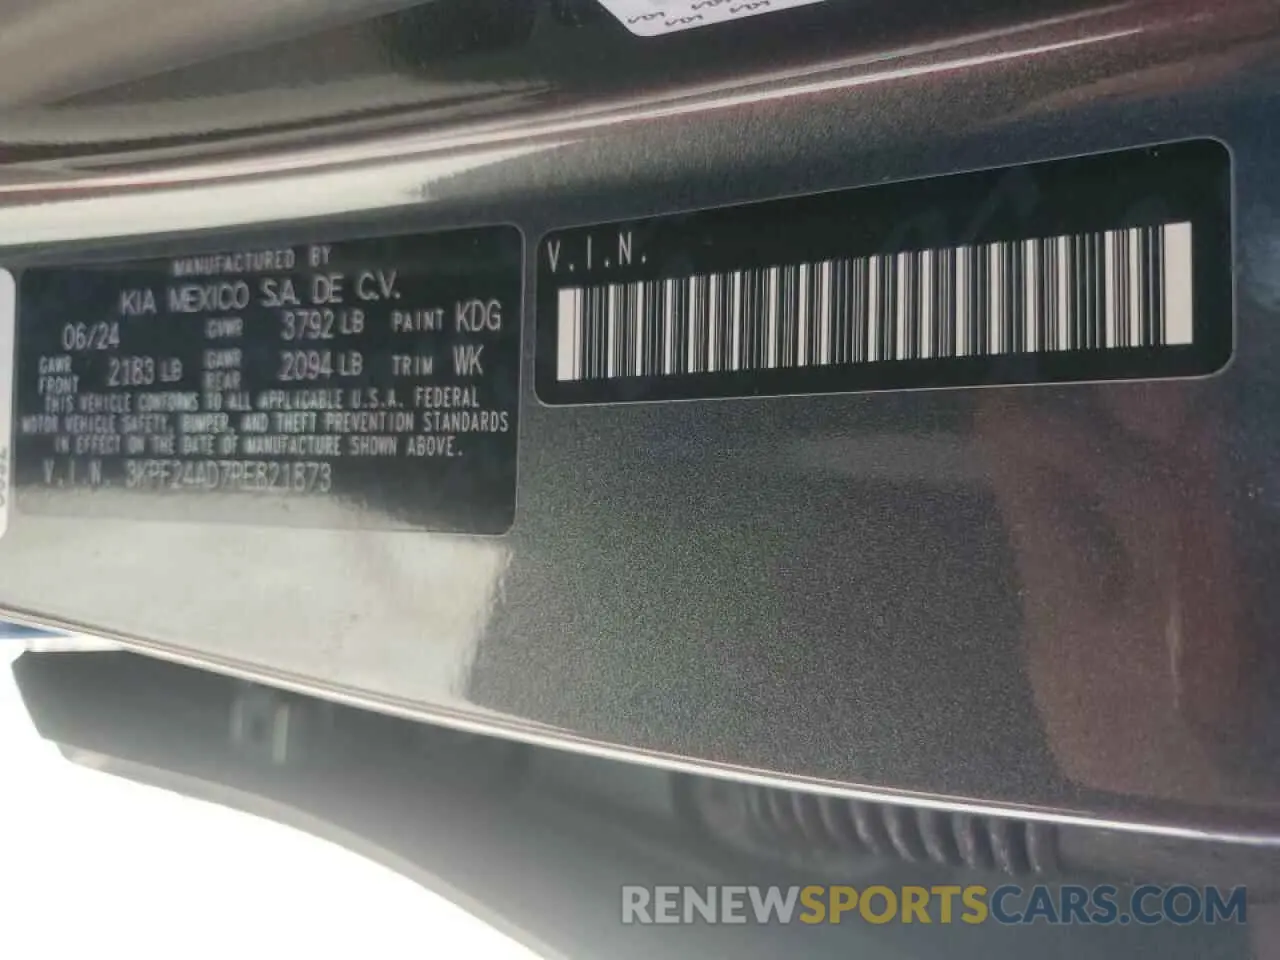 MANUFACTURED BY
KIA MEXICO S.A. DE C.V.
06/24 GVWR 3792 LB PAINT KDG
GAWR FRONT 2183 LB GAWR REAR 2094 LB TRIM WK
THIS VEHICLE CONFORMS TO ALL APPLICABLE U.S.A. FEDERAL
MOTOR VEHICLE SAFETY, BUMPER, AND THEFT PREVENTION STANDARDS
IN EFFECT ON THE DATE OF MANUFACTURE SHOWN ABOVE.
V.I.N. 3KPF24AD7RE821873
V.I.N.
RENEWSPORTSCARS.COM